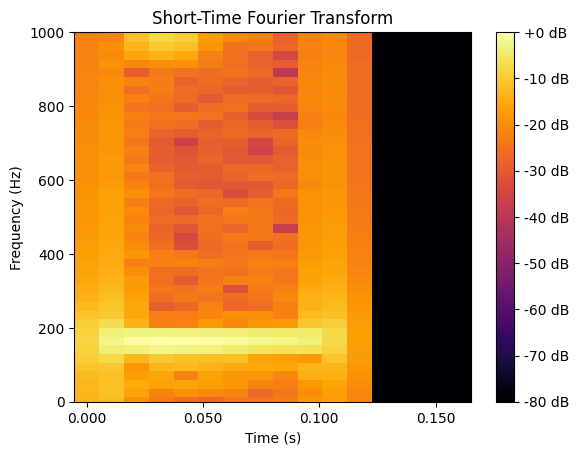 Short-Time Fourier Transform
1000
800
600
400
200
0
Frequency (Hz)
0.000
0.050
0.100
0.150
Time (s)
+0 dB
-10 dB
-20 dB
-30 dB
-40 dB
-50 dB
-60 dB
-70 dB
-80 dB